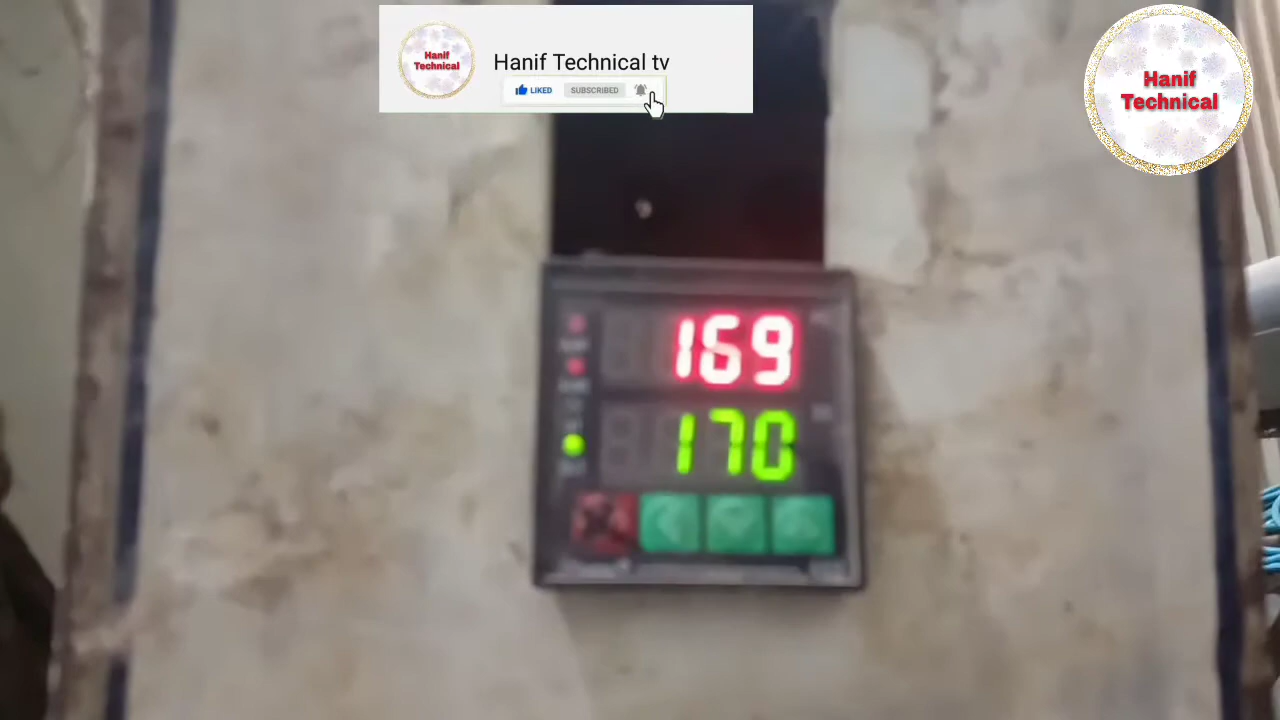 Hanif
Technical
Hanif Technical tv
LIKED
SUBSCRIBED
Hanif
Technical
169
170